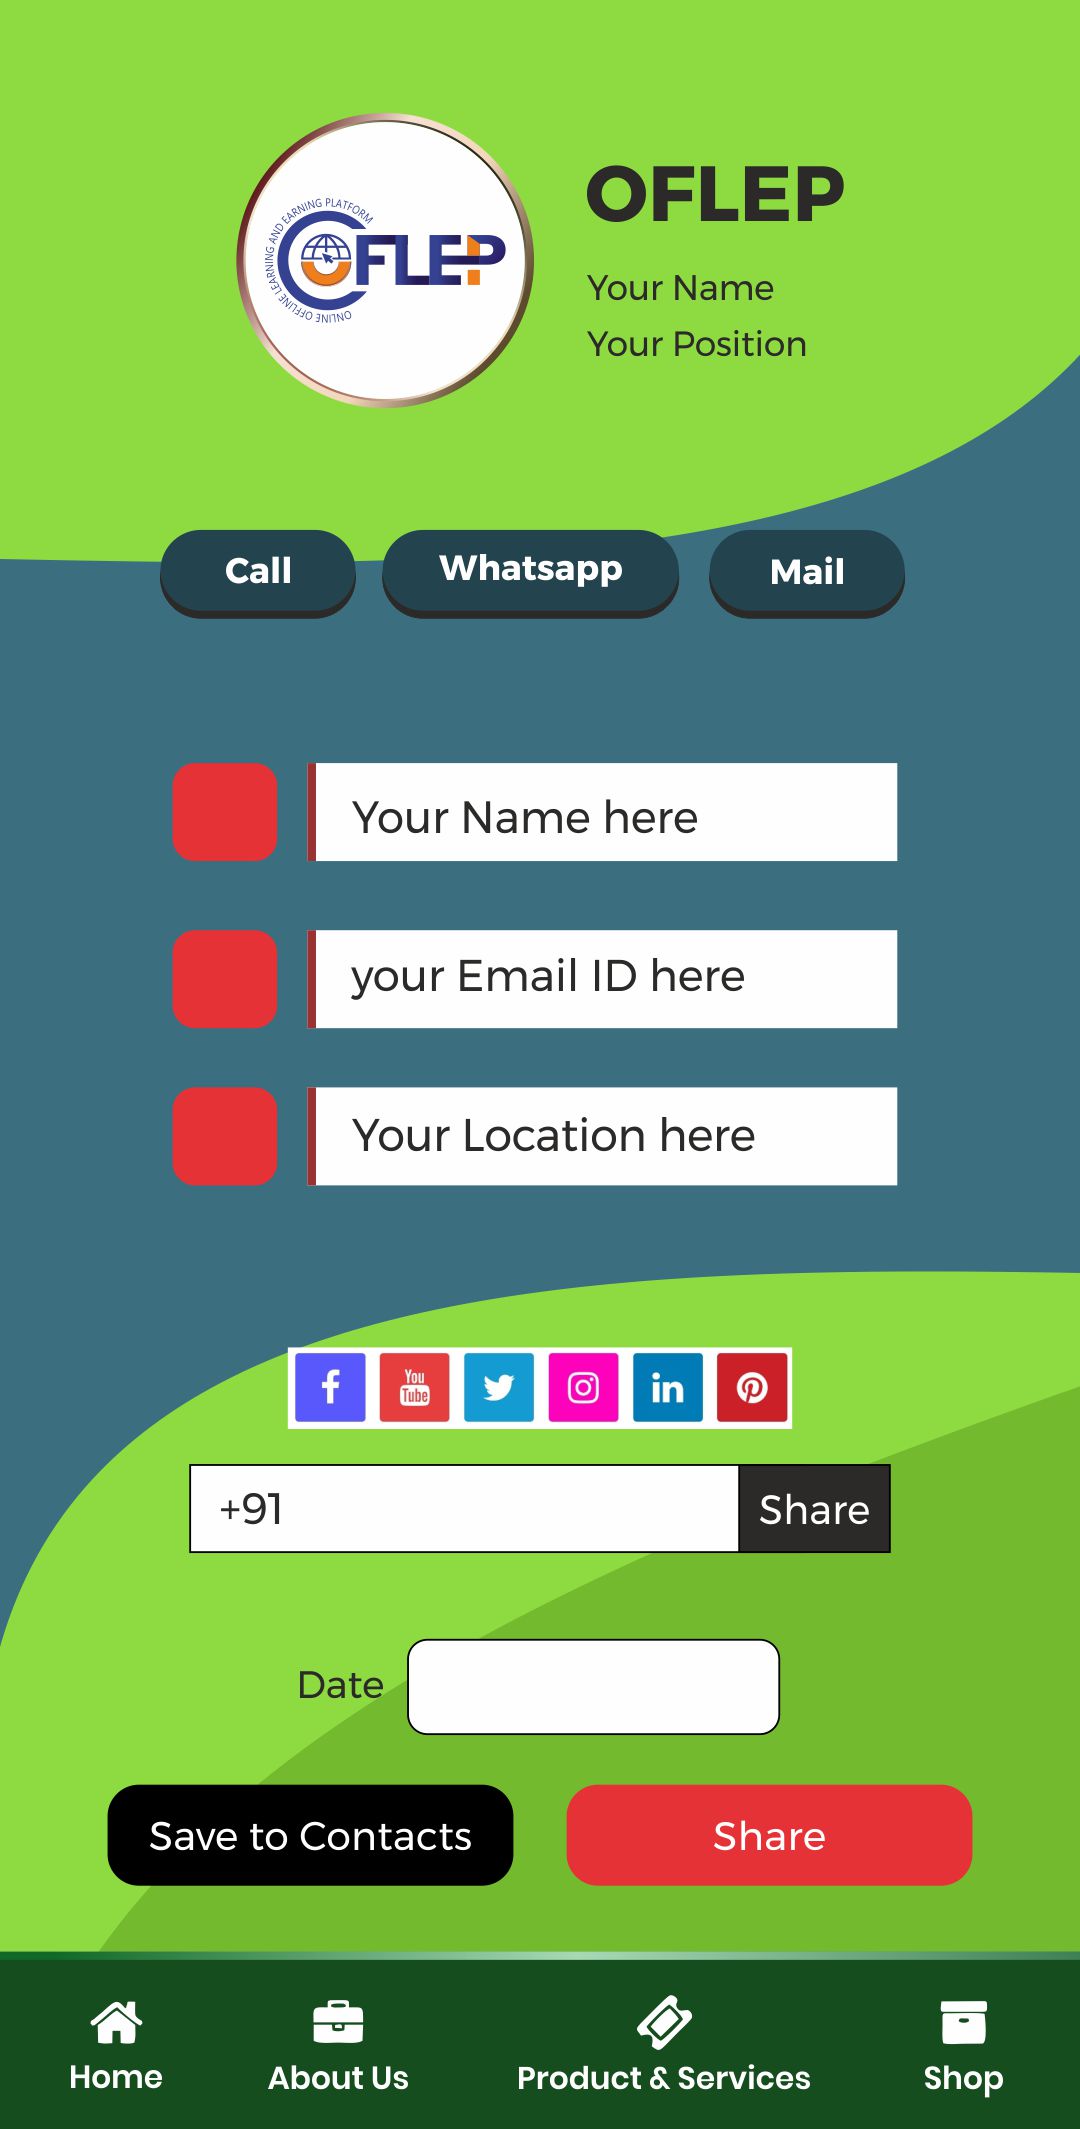 ONLINE OFFLINE LEARNING AND EARNING PLATFORM
OFLEP
OFLEP
Your Name
Your Position
Call
Whatsapp
Mail
Your Name here
your Email ID here
Your Location here
f
You
Tube
in
+91
Share
Date
Save to Contacts
Share
Home
About Us
Product & Services
Shop